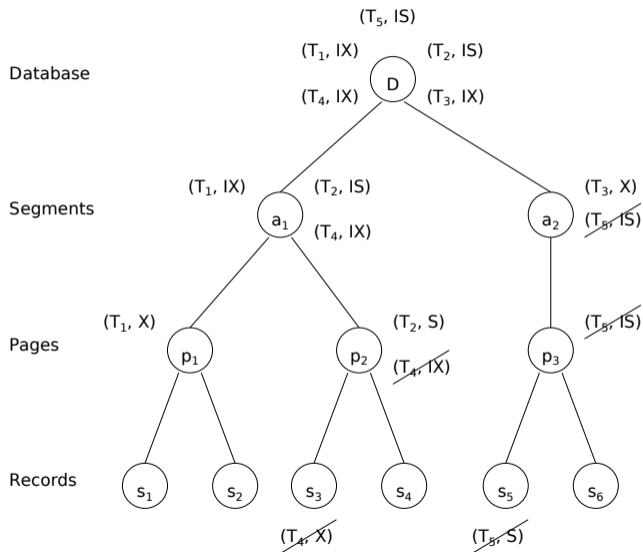 (T₅, IS)
(T₁, IX) (T₂, IS)
Database D
(T₄, IX) (T₃, IX)
(T₁, IX) (T₂, IS) (T₃, X)
Segments a₁ a₂ (T₅, IS)
(T₄, IX)
(T₁, X) (T₂, S) (T₅, IS)
Pages p₁ p₂ p₃
(T₄, IX)
Records s₁ s₂ s₃ s₄ s₅ s₆
(T₄, X) (T₅, S)